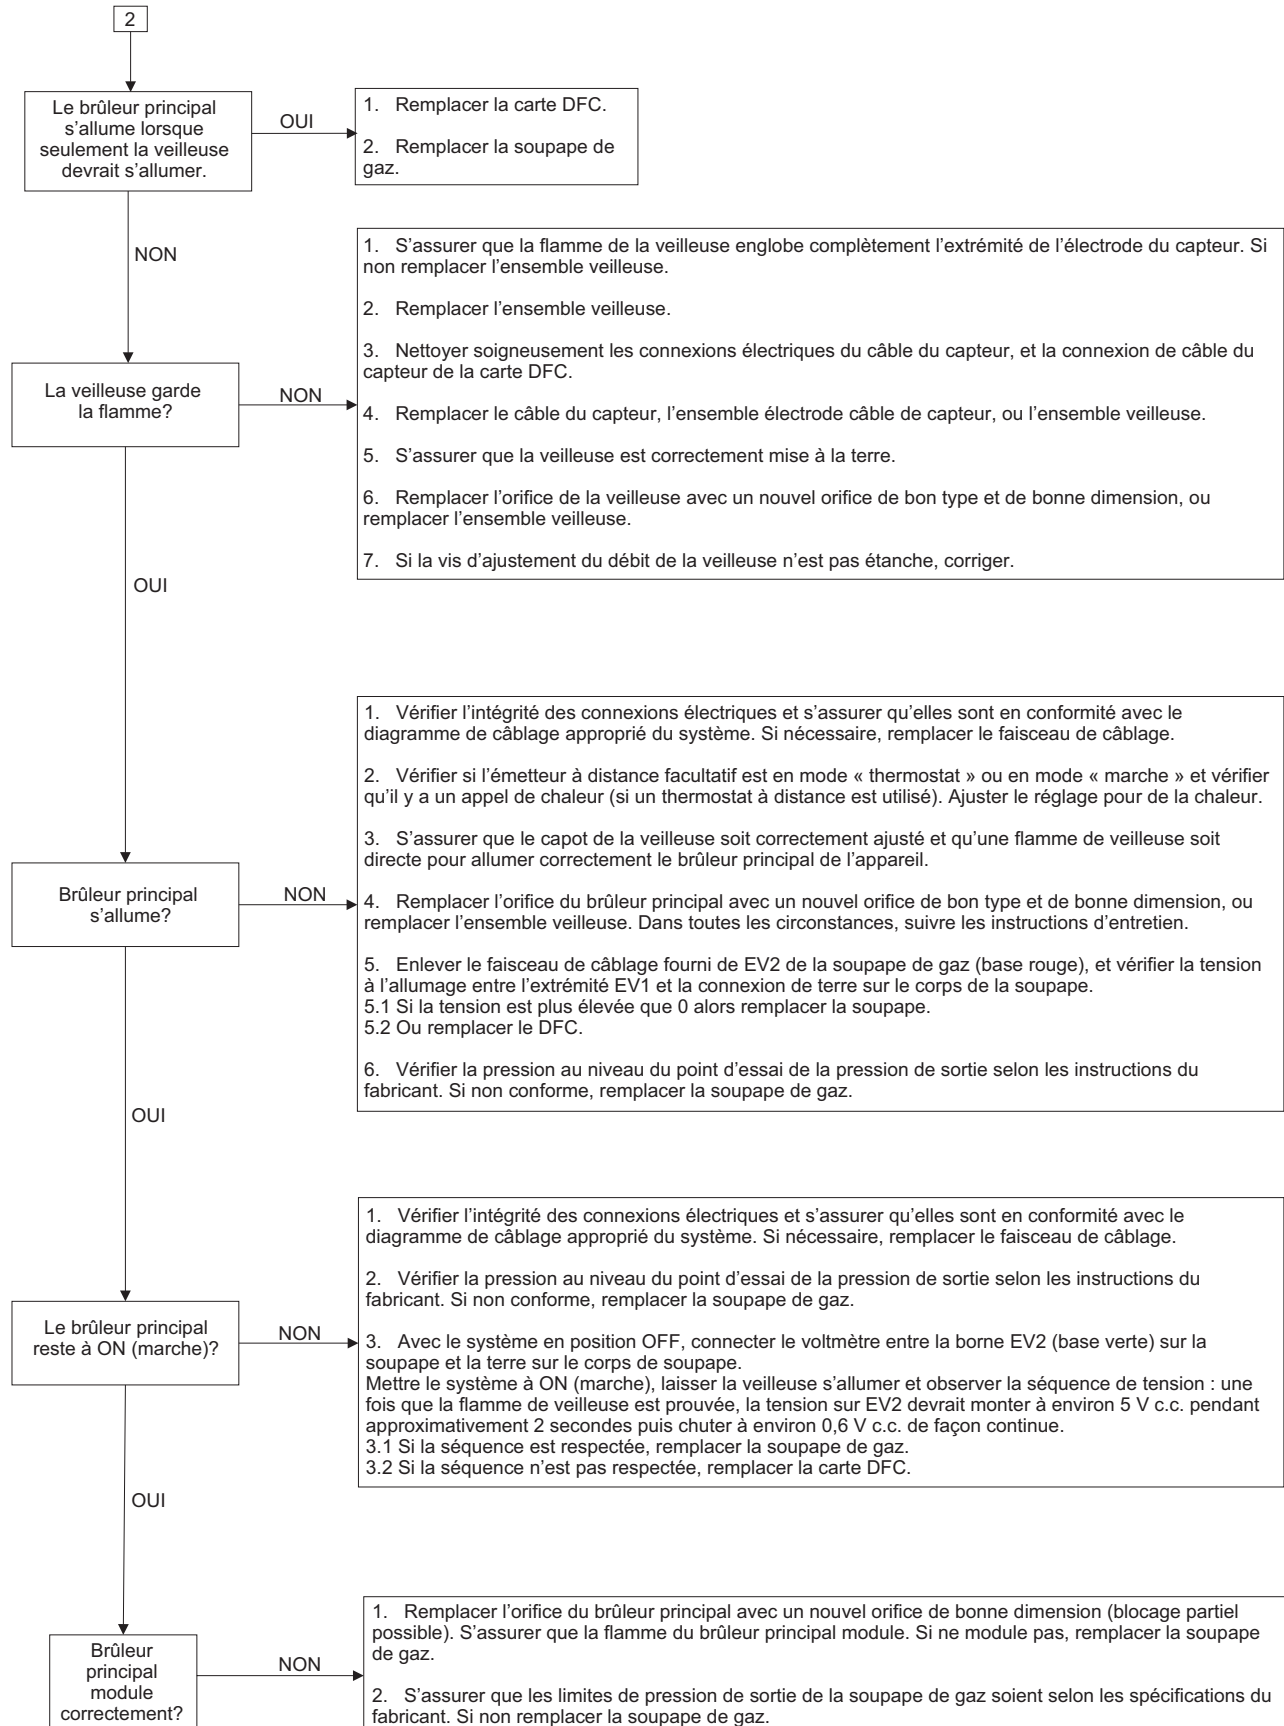 2
Le brûleur principal
s’allume lorsque
seulement la veilleuse
devrait s’allumer.
OUI
1. Remplacer la carte DFC.
2. Remplacer la soupape de
gaz.
NON
1. S’assurer que la flamme de la veilleuse englobe complètement l’extrémité de l’électrode du capteur. Si
non remplacer l’ensemble veilleuse.
2. Remplacer l’ensemble veilleuse.
3. Nettoyer soigneusement les connexions électriques du câble du capteur, et la connexion de câble du
capteur de la carte DFC.
4. Remplacer le câble du capteur, l’ensemble électrode câble de capteur, ou l’ensemble veilleuse.
5. S’assurer que la veilleuse est correctement mise à la terre.
6. Remplacer l’orifice de la veilleuse avec un nouvel orifice de bon type et de bonne dimension, ou
remplacer l’ensemble veilleuse.
7. Si la vis d’ajustement du débit de la veilleuse n’est pas étanche, corriger.
La veilleuse garde
la flamme?
NON
OUI
1. Vérifier l’intégrité des connexions électriques et s’assurer qu’elles sont en conformité avec le
diagramme de câblage approprié du système. Si nécessaire, remplacer le faisceau de câblage.
2. Vérifier si l’émetteur à distance facultatif est en mode « thermostat » ou en mode « marche » et vérifier
qu’il y a un appel de chaleur (si un thermostat à distance est utilisé). Ajuster le réglage pour de la chaleur.
3. S’assurer que le capot de la veilleuse soit correctement ajusté et qu’une flamme de veilleuse soit
directe pour allumer correctement le brûleur principal de l’appareil.
4. Remplacer l’orifice du brûleur principal avec un nouvel orifice de bon type et de bonne dimension, ou
remplacer l’ensemble veilleuse. Dans toutes les circonstances, suivre les instructions d’entretien.
5. Enlever le faisceau de câblage fourni de EV2 de la soupape de gaz (base rouge), et vérifier la tension
à l’allumage entre l’extrémité EV1 et la connexion de terre sur le corps de la soupape.
5.1 Si la tension est plus élevée que 0 alors remplacer la soupape.
5.2 Ou remplacer le DFC.
6. Vérifier la pression au niveau du point d’essai de la pression de sortie selon les instructions du
fabricant. Si non conforme, remplacer la soupape de gaz.
Brûleur principal
s’allume?
NON
OUI
1. Vérifier l’intégrité des connexions électriques et s’assurer qu’elles sont en conformité avec le
diagramme de câblage approprié du système. Si nécessaire, remplacer le faisceau de câblage.
2. Vérifier la pression au niveau du point d’essai de la pression de sortie selon les instructions du
fabricant. Si non conforme, remplacer la soupape de gaz.
3. Avec le système en position OFF, connecter le voltmètre entre la borne EV2 (base verte) sur la
soupape et la terre sur le corps de soupape.
Mettre le système à ON (marche), laisser la veilleuse s’allumer et observer la séquence de tension : une
fois que la flamme de veilleuse est prouvée, la tension sur EV2 devrait monter à environ 5 V c.c. pendant
approximativement 2 secondes puis chuter à environ 0,6 V c.c. de façon continue.
3.1 Si la séquence est respectée, remplacer la soupape de gaz.
3.2 Si la séquence n’est pas respectée, remplacer la carte DFC.
Le brûleur principal
reste à ON (marche)?
NON
OUI
1. Remplacer l’orifice du brûleur principal avec un nouvel orifice de bonne dimension (blocage partiel
possible). S’assurer que la flamme du brûleur principal module. Si ne module pas, remplacer la soupape
de gaz.
2. S’assurer que les limites de pression de sortie de la soupape de gaz soient selon les spécifications du
fabricant. Si non remplacer la soupape de gaz.
Brûleur
principal
module
correctement?
NON